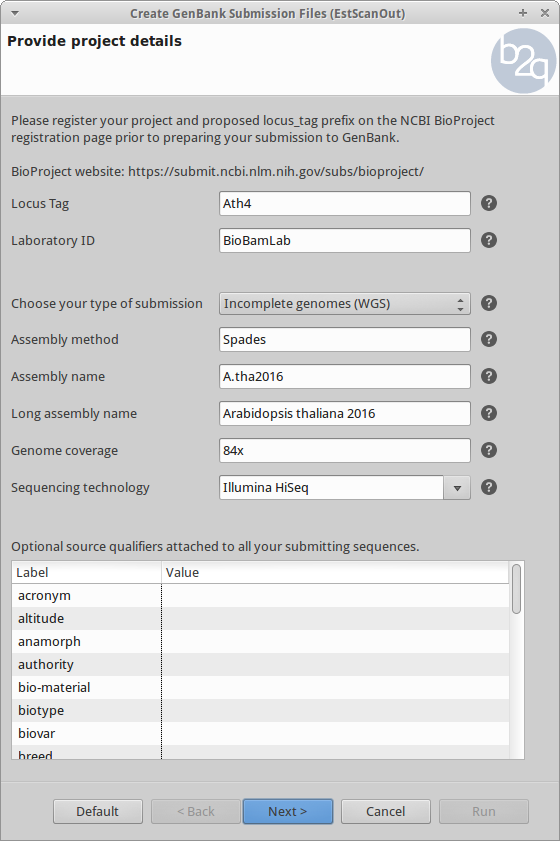 Create GenBank Submission Files (EstScanOut)
Provide project details
b2g
Please register your project and proposed locus_tag prefix on the NCBI BioProject
registration page prior to preparing your submission to GenBank.
BioProject website: https://submit.ncbi.nlm.nih.gov/subs/bioproject/
Locus Tag Ath4 ?
Laboratory ID BioBamLab ?
Choose your type of submission Incomplete genomes (WGS) ?
Assembly method Spades ?
Assembly name A.tha2016 ?
Long assembly name Arabidopsis thaliana 2016 ?
Genome coverage 84x ?
Sequencing technology Illumina HiSeq ?
Optional source qualifiers attached to all your submitting sequences.
Label Value
acronym
altitude
anamorph
authority
bio-material
biotype
biovar
breed
Default < Back Next > Cancel Run